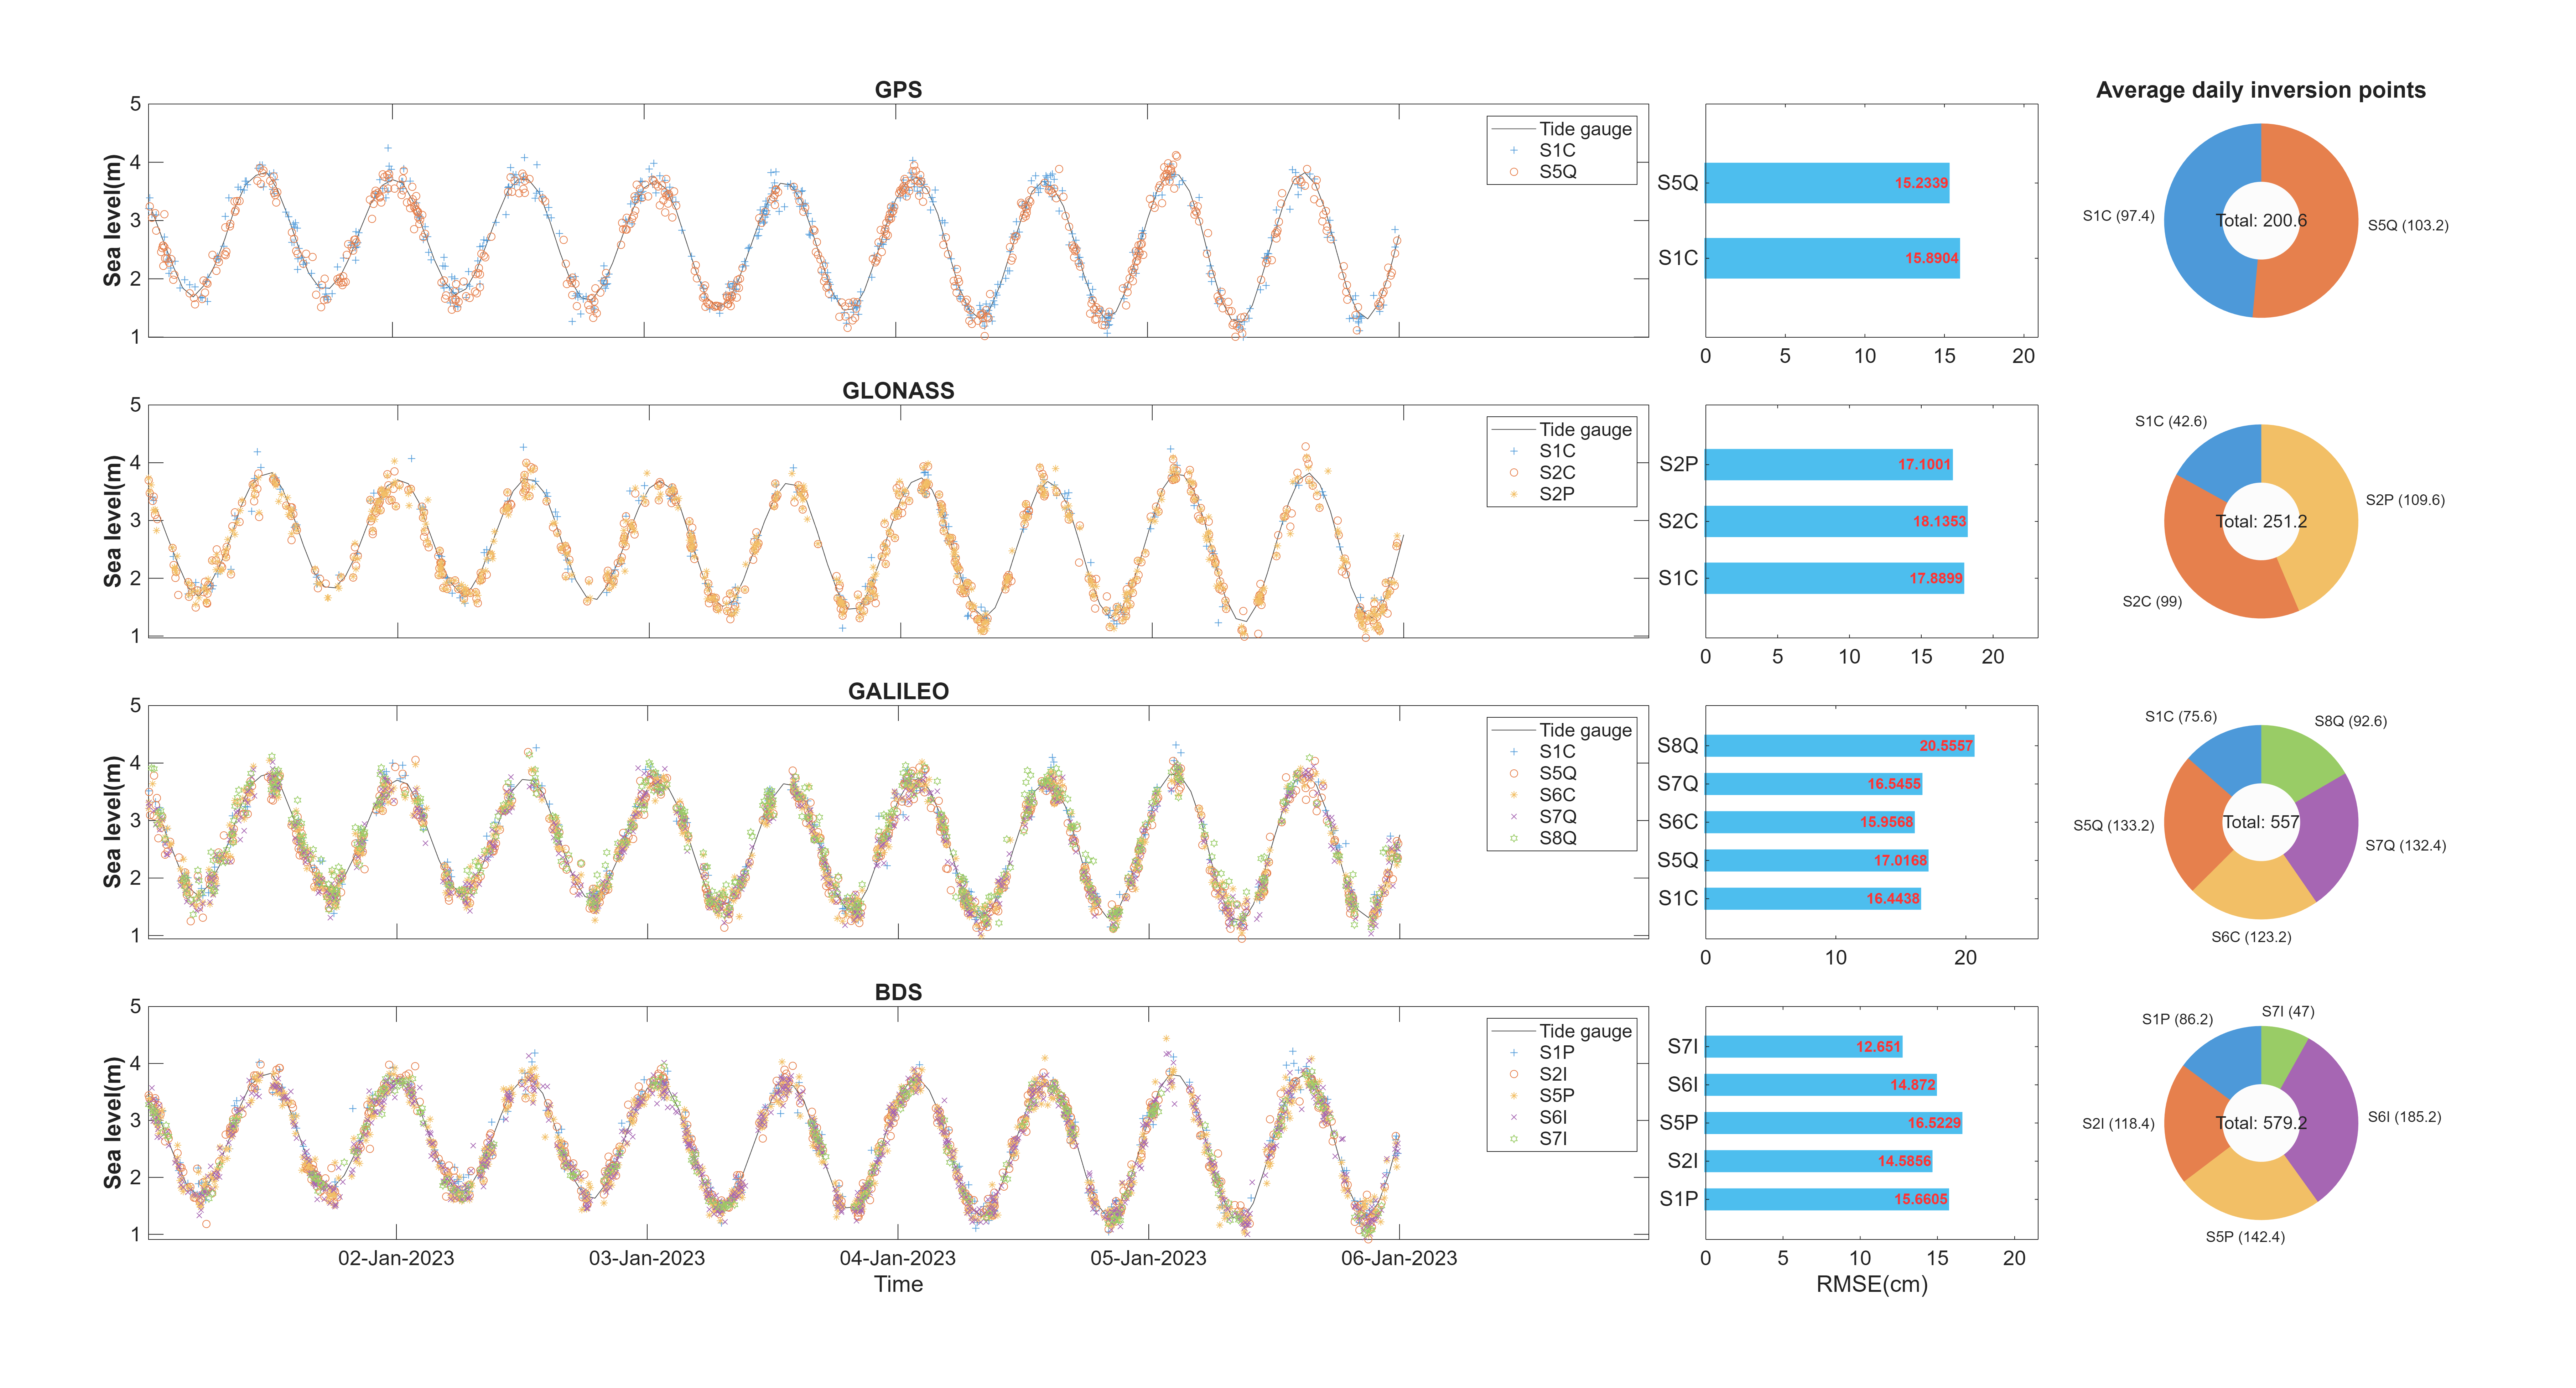 GPS
Average daily inversion points
Sea level(m)
5
4
3
2
1
Tide gauge
S1C
S5Q
S5Q
S1C
15.2339
15.8904
0
5
10
15
20
S1C (97.4)
Total: 200.6
S5Q (103.2)
GLONASS
Sea level(m)
5
4
3
2
1
Tide gauge
S1C
S2C
S2P
S2P
S2C
S1C
17.1001
18.1353
17.8899
0
5
10
15
20
S1C (42.6)
S2P (109.6)
Total: 251.2
S2C (99)
GALILEO
Sea level(m)
5
4
3
2
1
Tide gauge
S1C
S5Q
S6C
S7Q
S8Q
S8Q
S7Q
S6C
S5Q
S1C
20.5557
16.5455
15.9568
17.0168
16.4438
0
10
20
S1C (75.6)
S8Q (92.6)
S5Q (133.2)
Total: 557
S7Q (132.4)
S6C (123.2)
BDS
Sea level(m)
5
4
3
2
1
Tide gauge
S1P
S2I
S5P
S6I
S7I
02-Jan-2023
03-Jan-2023
04-Jan-2023
05-Jan-2023
06-Jan-2023
Time
S7I
S6I
S5P
S2I
S1P
12.651
14.872
16.5229
14.5856
15.6605
0
5
10
15
20
RMSE(cm)
S7I (47)
S1P (86.2)
S6I (185.2)
S2I (118.4)
Total: 579.2
S5P (142.4)